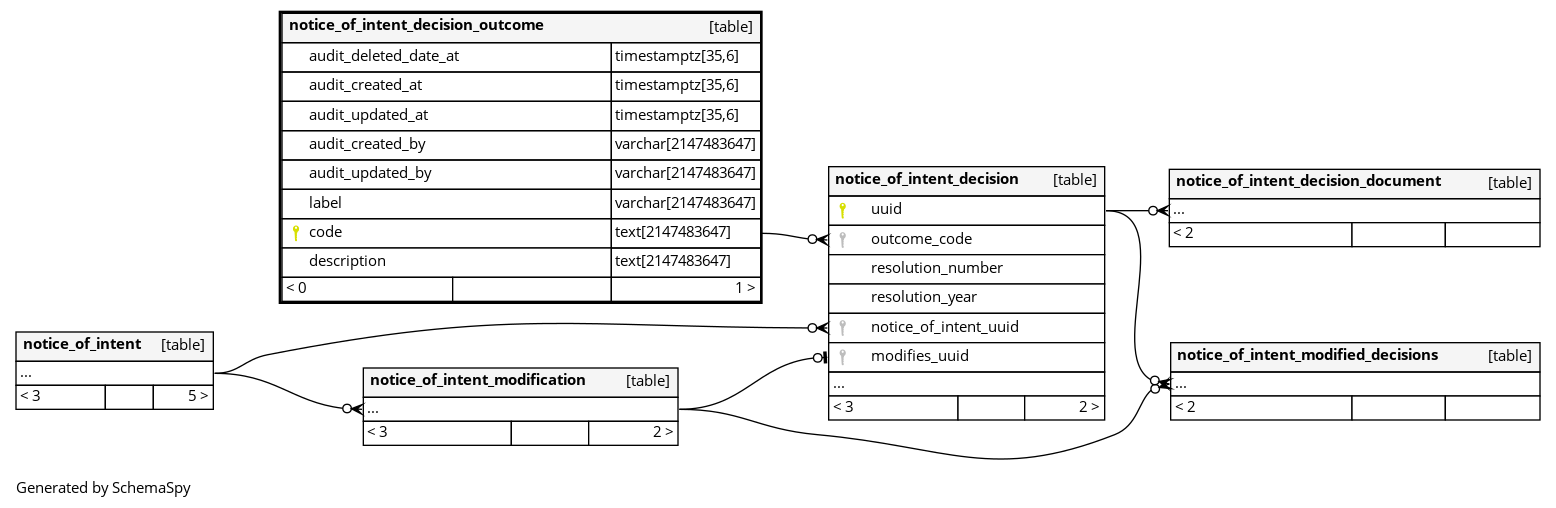 notice_of_intent_decision_outcome [table]
audit_deleted_date_at timestamptz[35,6]
audit_created_at timestamptz[35,6]
audit_updated_at timestamptz[35,6]
audit_created_by varchar[2147483647]
audit_updated_by varchar[2147483647]
label varchar[2147483647]
code text[2147483647]
description text[2147483647]
< 0 1 >
notice_of_intent_decision [table]
uuid
outcome_code
resolution_number
resolution_year
notice_of_intent_uuid
modifies_uuid
...
< 3 2 >
notice_of_intent_decision_document [table]
...
< 2
notice_of_intent [table]
...
< 3 5 >
notice_of_intent_modification [table]
...
< 3 2 >
notice_of_intent_modified_decisions [table]
...
< 2
Generated by SchemaSpy